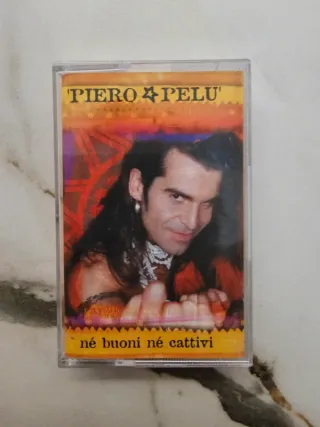 'PIERO PELU'
né buoni né cattivi